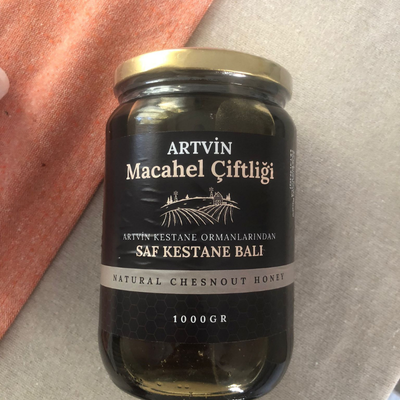 ARTVİN
Macahel Çiftliği
ARTVİN KESTANE ORMANLARINDAN
SAF KESTANE BALI
NATURAL CHESNOUT HONEY
1000GR